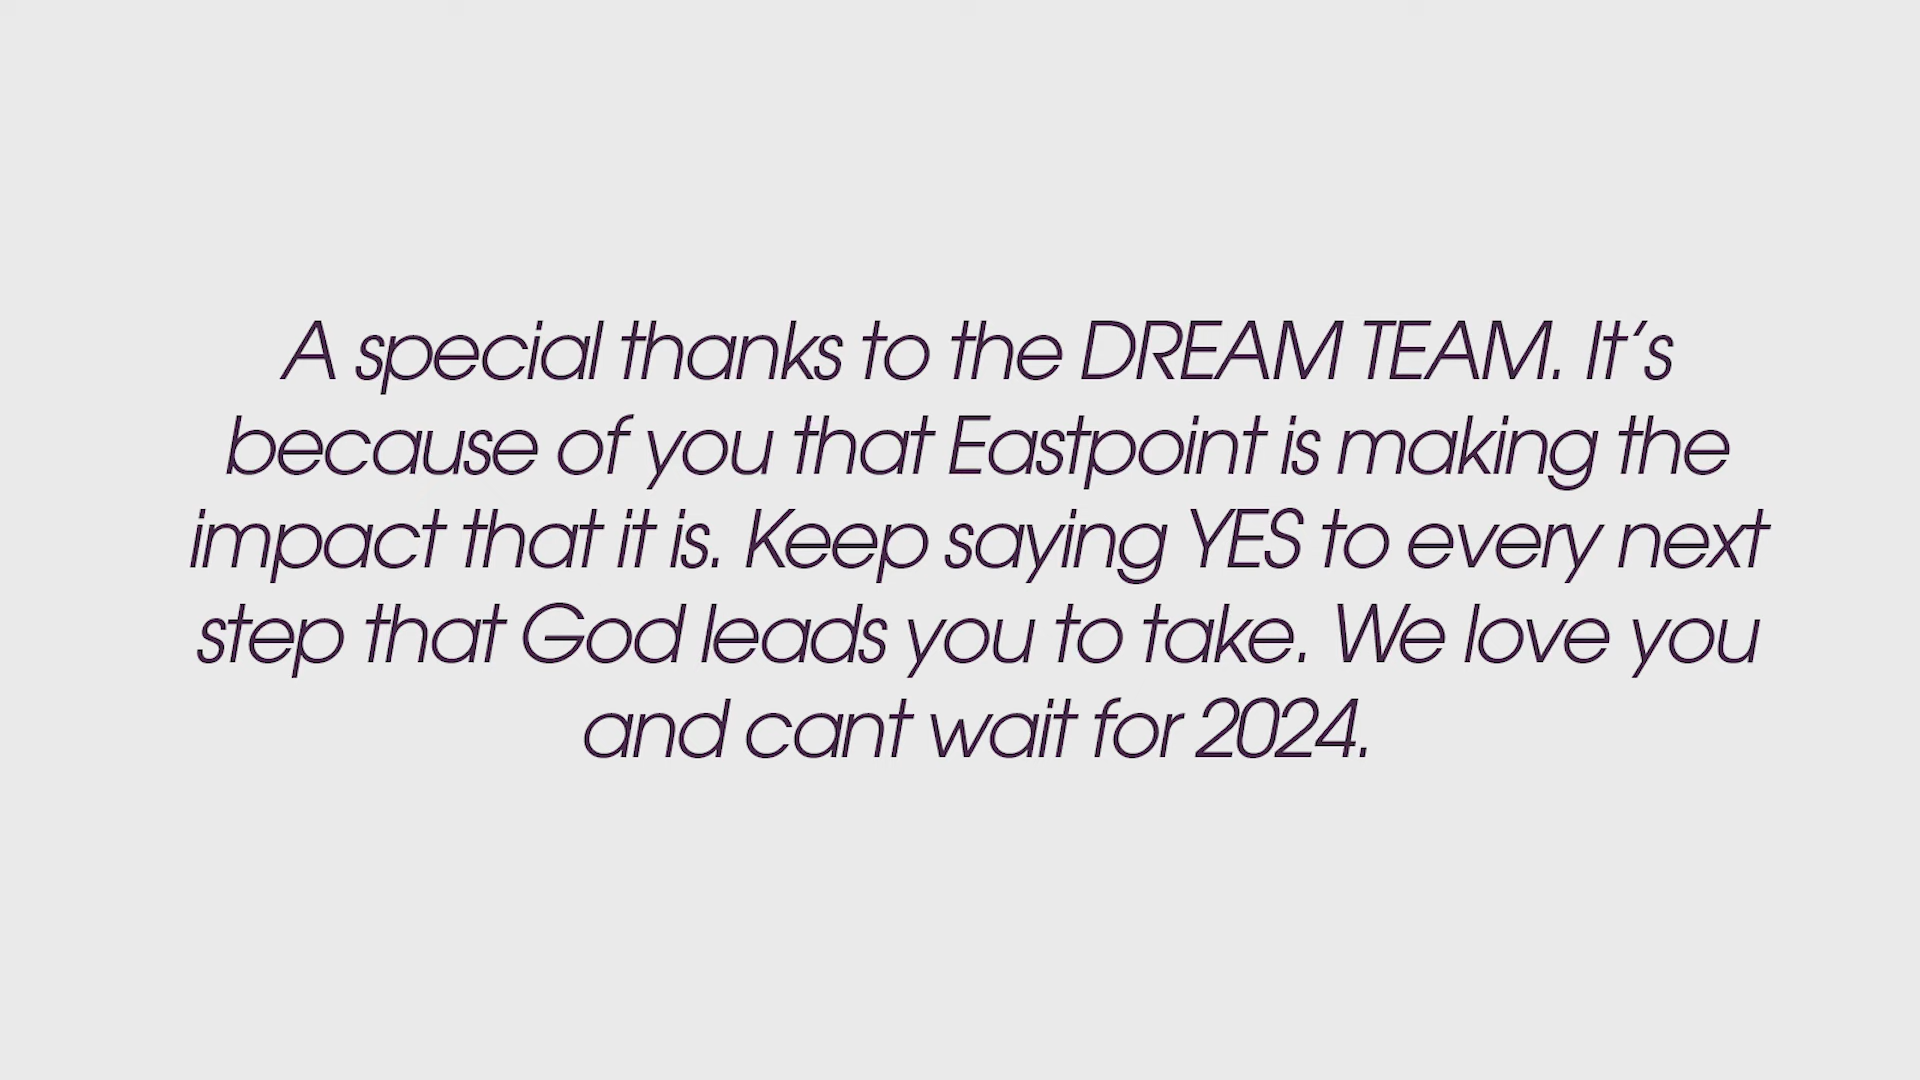 A special thanks to the DREAM TEAM. It's
because of you that Eastpoint is making the
impact that it is. Keep saying YES to every next
step that God leads you to take. We love you
and cant wait for 2024.